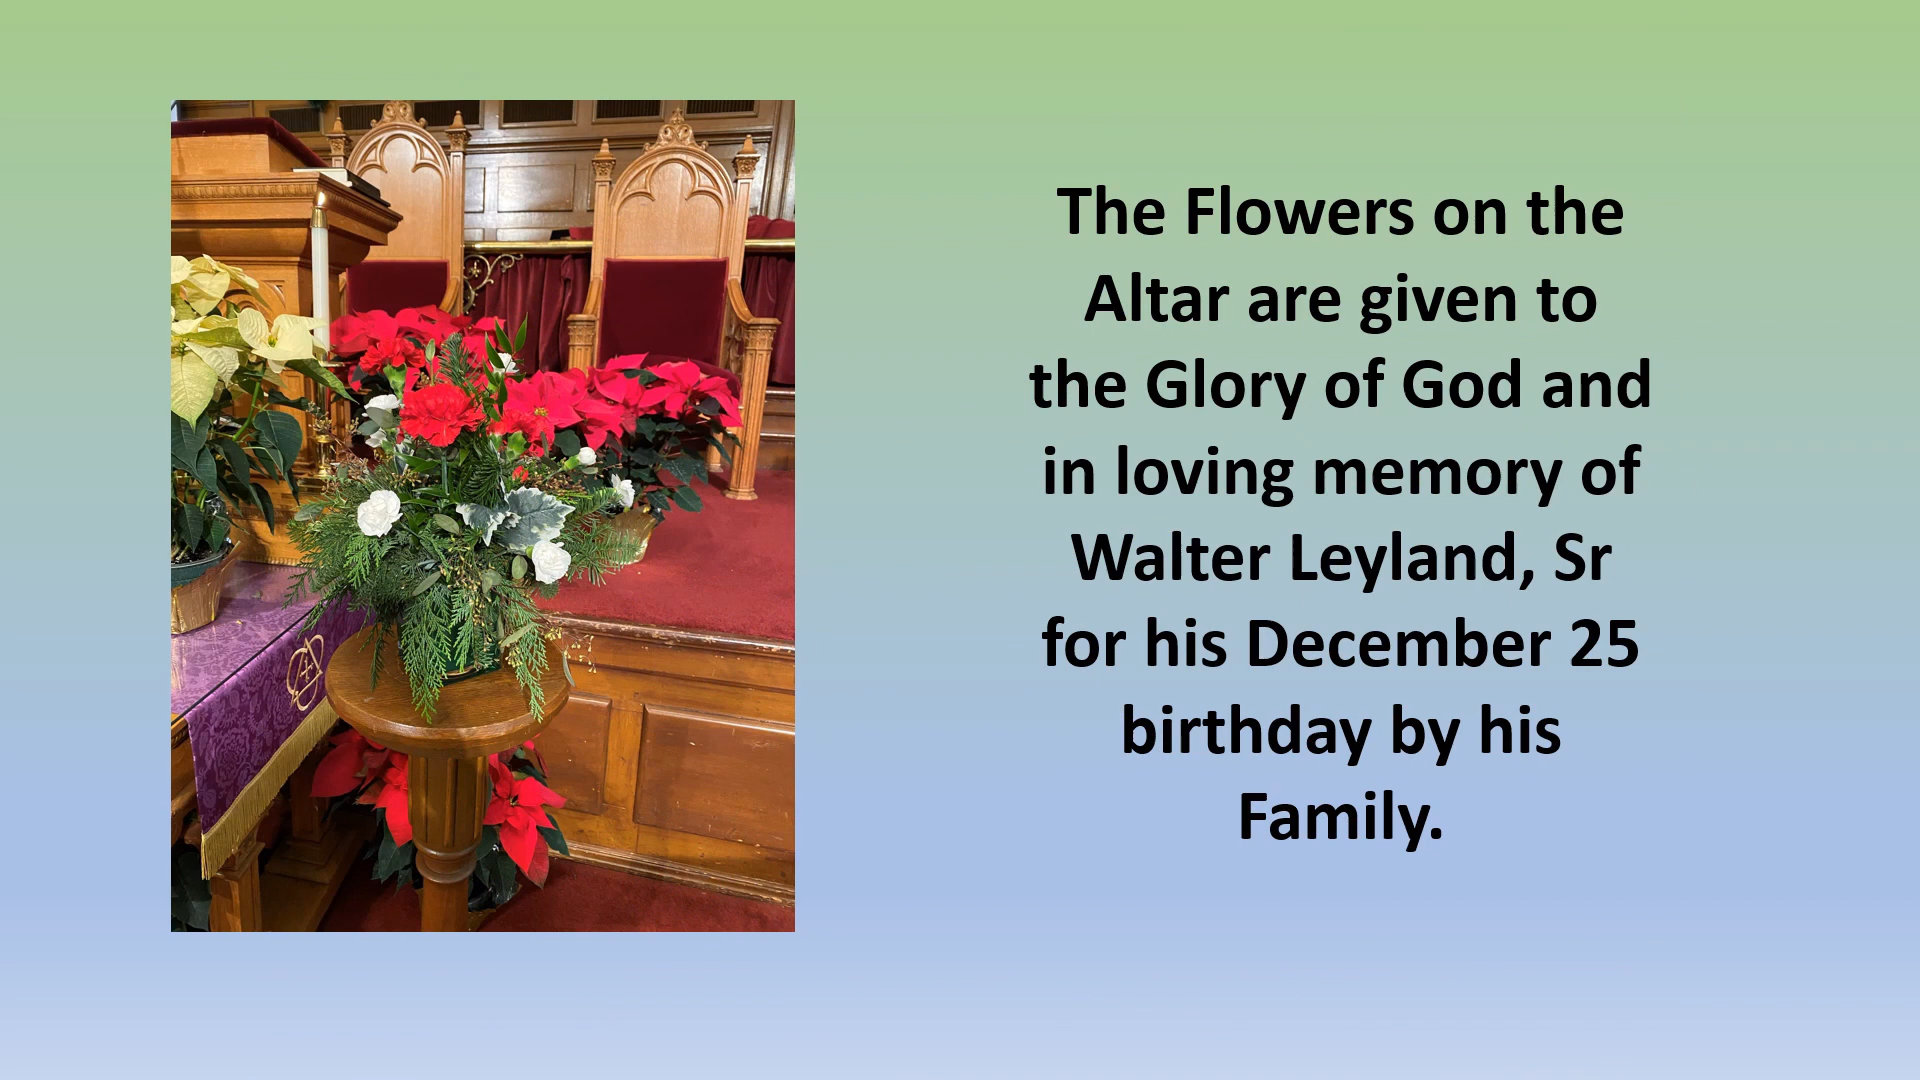 The Flowers on the
Altar are given to
the Glory of God and
in loving memory of
Walter Leyland, Sr
for his December 25
birthday by his
Family.